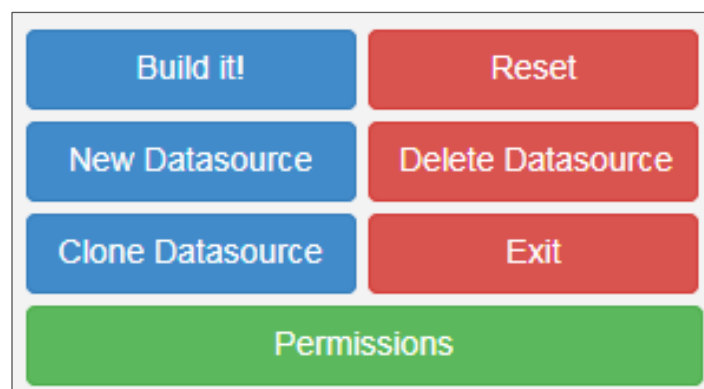 Build it!
Reset
New Datasource
Delete Datasource
Clone Datasource
Exit
Permissions